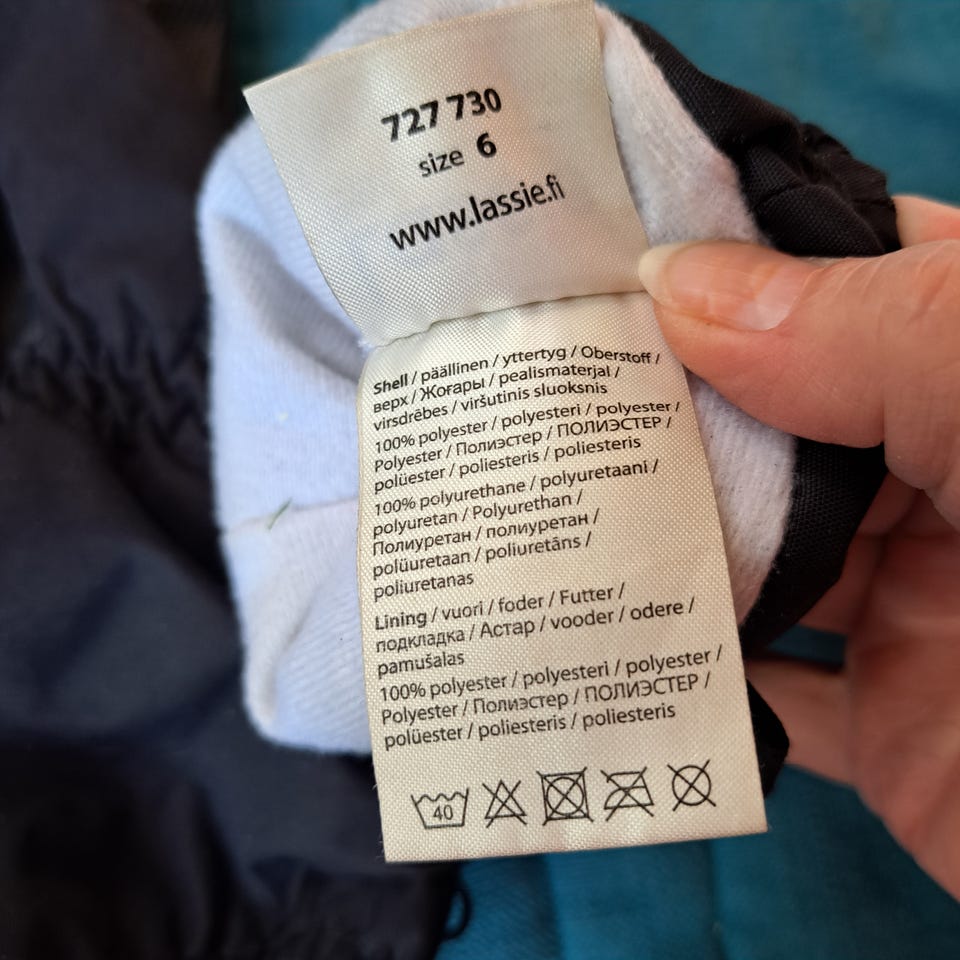 727 730
size 6
www.lassie.fi
Shell / päällinen / yttertyg / Oberstoff /
верх / Жоғары / pealismaterjal /
virsdrēbes / viršutinis sluoksnis
100% polyester / polyesteri / polyester /
Polyester / Полиэстер / ПОЛИЭСТЕР /
polüester / poliesteris / poliesteris
100% polyurethane / polyuretaani /
polyuretan / Polyurethan /
Полиуретан / полиуретан /
polüuretaan / poliuretāns /
poliuretanas
Lining / vuori / foder / Futter /
подкладка / Астар / vooder / odere /
pamušalas
100% polyester / polyesteri / polyester /
Polyester / Полиэстер / ПОЛИЭСТЕР /
polüester / poliesteris / poliesteris
40